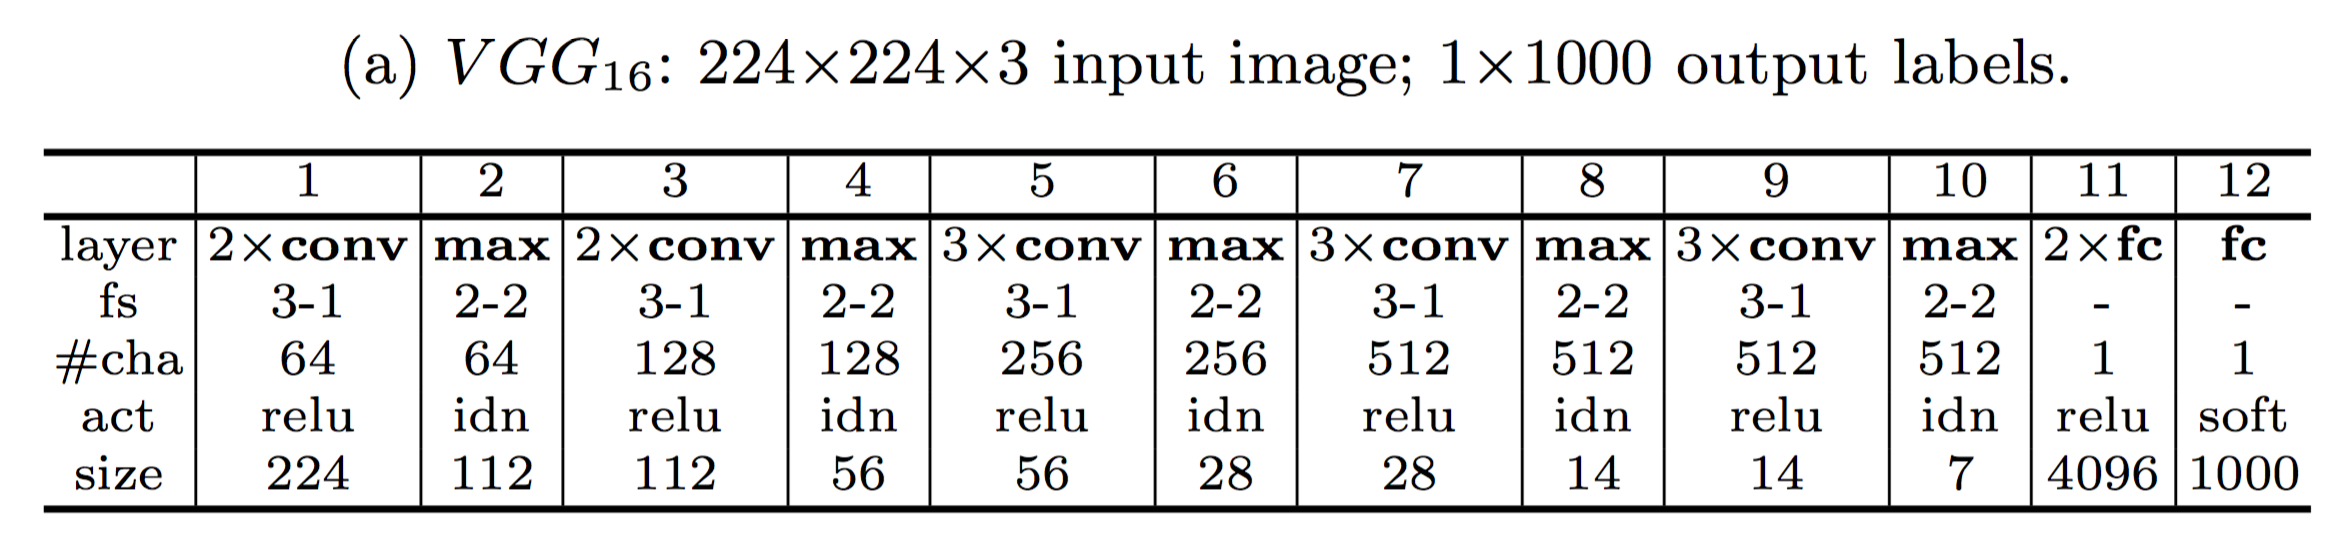 (a) VGG₁₆: 224×224×3 input image; 1×1000 output labels.
1 2 3 4 5 6 7 8 9 10 11 12
layer 2×conv max 2×conv max 3×conv max 3×conv max 3×conv max 2×fc fc
fs 3-1 2-2 3-1 2-2 3-1 2-2 3-1 2-2 3-1 2-2 - -
#cha 64 64 128 128 256 256 512 512 512 512 1 1
act relu idn relu idn relu idn relu idn relu idn relu soft
size 224 112 112 56 56 28 28 14 14 7 4096 1000